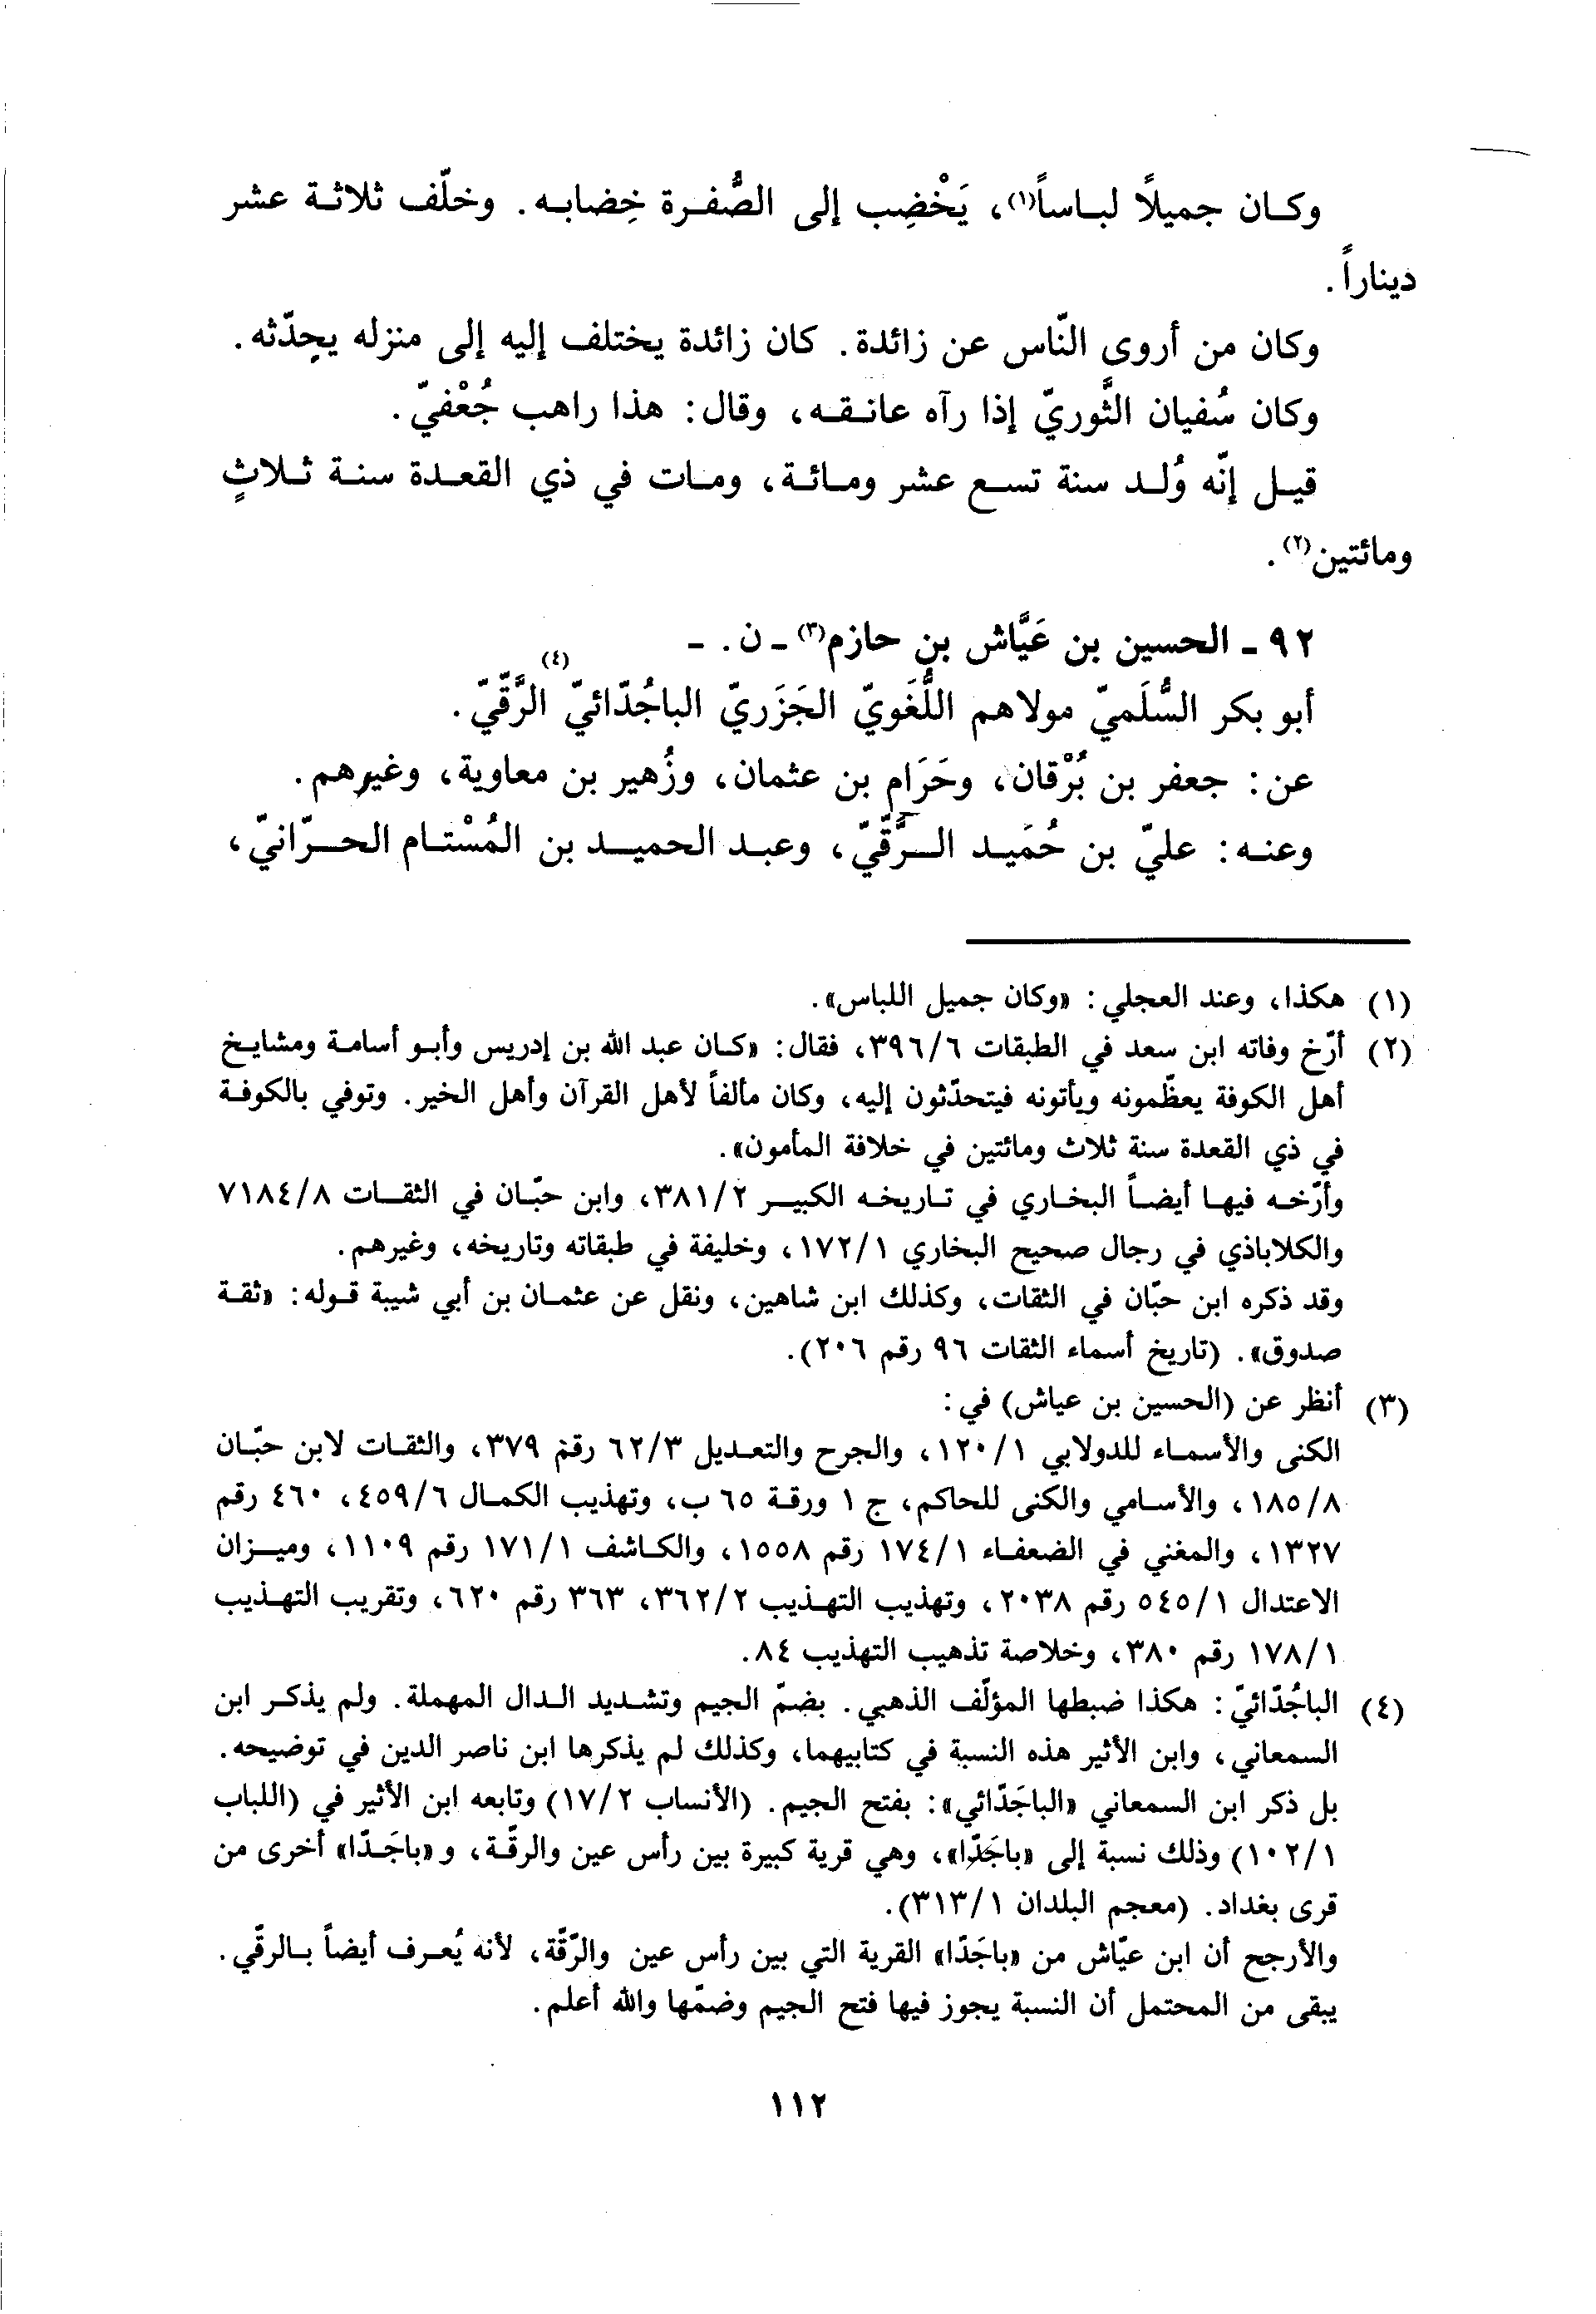 وكان جميلاً لباساً(١)، يَخْضِب إلى الصُّفرة خِضابه. وخلّف ثلاثة عشر
ديناراً.
وكان من أروى النّاس عن زائدة. كان زائدة يختلف إليه إلى منزله يحدّثه.
وكان سُفيان الثَّوريّ إذا رآه عانقه، وقال: هذا راهب جُعْفيّ.
قيل إنّه وُلد سنة تسع عشر ومائة، ومات في ذي القعدة سنة ثلاثٍ
ومائتين(٢).
٩٢ - الحسين بن عَيَّاش بن حازم(٣) - ن. -
أبو بكر السُّلَميّ مولاهم اللُّغَويّ الجَزَريّ الباجُدّائيّ(٤) الرَّقّيّ.
عن: جعفر بن بُرْقان، وحَرَام بن عثمان، وزُهير بن معاوية، وغيرهم.
وعنه: عليّ بن حُمَيد الرَّقّيّ، وعبد الحميد بن المُسْتام الحرّانيّ،
(١) هكذا، وعند العجلي: «وكان جميل اللباس».
(٢) أرّخ وفاته ابن سعد في الطبقات ٣٩٦/٦، فقال: «كان عبد الله بن إدريس وأبو أسامة ومشايخ
أهل الكوفة يعظّمونه ويأتونه فيتحدّثون إليه، وكان مألفاً لأهل القرآن وأهل الخير. وتوفي بالكوفة
في ذي القعدة سنة ثلاث ومائتين في خلافة المأمون».
وأرّخه فيها أيضاً البخاري في تاريخه الكبير ٣٨١/٢، وابن حبّان في الثقات ٧١٨٤/٨
والكلاباذي في رجال صحيح البخاري ١٧٢/١، وخليفة في طبقاته وتاريخه، وغيرهم.
وقد ذكره ابن حبّان في الثقات، وكذلك ابن شاهين، ونقل عن عثمان بن أبي شيبة قوله: «ثقة
صدوق». (تاريخ أسماء الثقات ٩٦ رقم ٢٠٦).
(٣) أنظر عن (الحسين بن عياش) في:
الكنى والأسماء للدولابي ١٢٠/١، والجرح والتعديل ٦٢/٣ رقم ٣٧٩، والثقات لابن حبّان
١٨٥/٨، والأسامي والكنى للحاكم، ج ١ ورقة ٦٥ ب، وتهذيب الكمال ٤٥٩/٦، ٤٦٠ رقم
١٣٢٧، والمغني في الضعفاء ١٧٤/١ رقم ١٥٥٨، والكاشف ١٧١/١ رقم ١١٠٩، وميزان
الاعتدال ٥٤٥/١ رقم ٢٠٣٨، وتهذيب التهذيب ٣٦٢/٢، ٣٦٣ رقم ٦٢٠، وتقريب التهذيب
١٧٨/١ رقم ٣٨٠، وخلاصة تذهيب التهذيب ٨٤.
(٤) الباجُدّائيّ: هكذا ضبطها المؤلّف الذهبي. بضمّ الجيم وتشديد الدال المهملة. ولم يذكر ابن
السمعاني، وابن الأثير هذه النسبة في كتابيهما، وكذلك لم يذكرها ابن ناصر الدين في توضيحه.
بل ذكر ابن السمعاني «الباجَدّائي»: بفتح الجيم. (الأنساب ١٧/٢) وتابعه ابن الأثير في (اللباب
١٠٢/١) وذلك نسبة إلى «باجَدّا»، وهي قرية كبيرة بين رأس عين والرقّة، و«باجَدّا» أخرى من
قرى بغداد. (معجم البلدان ٣١٣/١).
والأرجح أن ابن عيّاش من «باجَدّا» القرية التي بين رأس عين والرّقّة، لأنه يُعرف أيضاً بالرقّي.
يبقى من المحتمل أن النسبة يجوز فيها فتح الجيم وضمّها والله أعلم.
١١٢